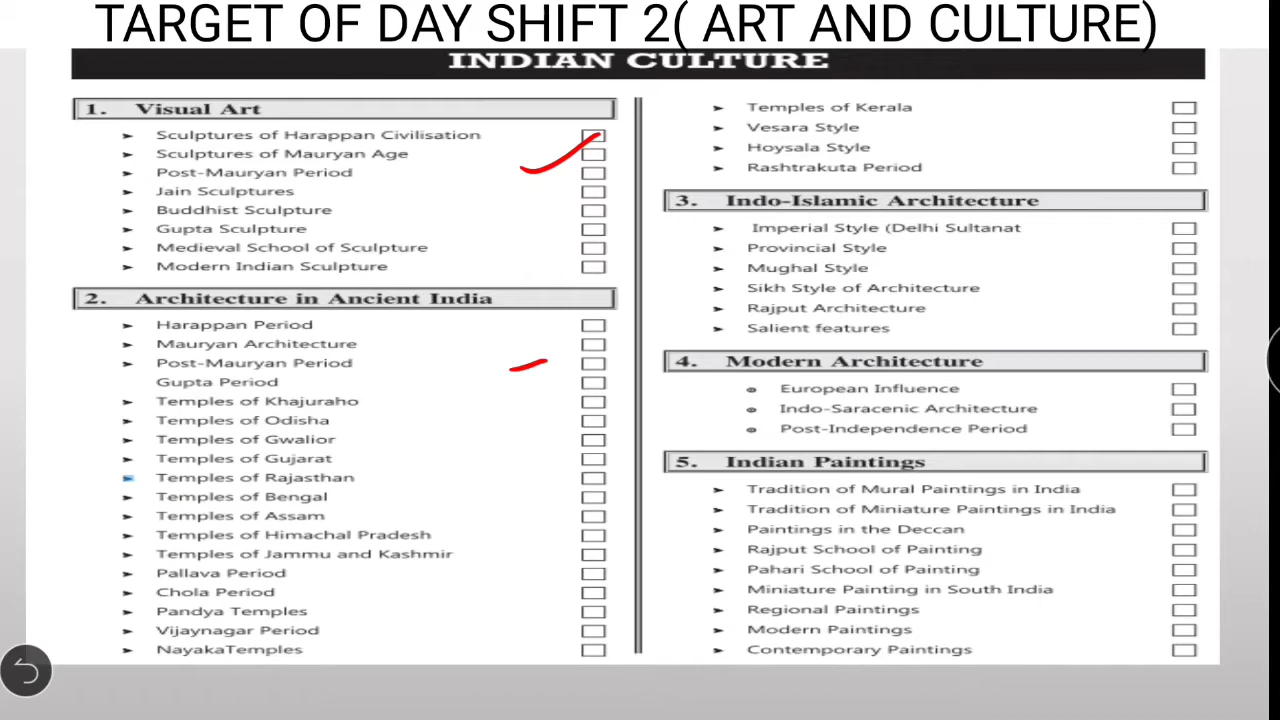 TARGET OF DAY SHIFT 2( ART AND CULTURE)
INDIAN CULTURE
1. Visual Art
➤ Sculptures of Harappan Civilisation
➤ Sculptures of Mauryan Age
➤ Post-Mauryan Period
➤ Jain Sculptures
➤ Buddhist Sculpture
➤ Gupta Sculpture
➤ Medieval School of Sculpture
➤ Modern Indian Sculpture
2. Architecture in Ancient India
➤ Harappan Period
➤ Mauryan Architecture
➤ Post-Mauryan Period
Gupta Period
➤ Temples of Khajuraho
➤ Temples of Odisha
➤ Temples of Gwalior
➤ Temples of Gujarat
➤ Temples of Rajasthan
➤ Temples of Bengal
➤ Temples of Assam
➤ Temples of Himachal Pradesh
➤ Temples of Jammu and Kashmir
➤ Pallava Period
➤ Chola Period
➤ Pandya Temples
➤ Vijaynagar Period
➤ NayakaTemples
➤ Temples of Kerala
➤ Vesara Style
➤ Hoysala Style
➤ Rashtrakuta Period
3. Indo-Islamic Architecture
➤ Imperial Style (Delhi Sultanat
➤ Provincial Style
➤ Mughal Style
➤ Sikh Style of Architecture
➤ Rajput Architecture
➤ Salient features
4. Modern Architecture
European Influence
Indo-Saracenic Architecture
Post-Independence Period
5. Indian Paintings
➤ Tradition of Mural Paintings in India
➤ Tradition of Miniature Paintings in India
➤ Paintings in the Deccan
➤ Rajput School of Painting
➤ Pahari School of Painting
➤ Miniature Painting in South India
➤ Regional Paintings
➤ Modern Paintings
➤ Contemporary Paintings